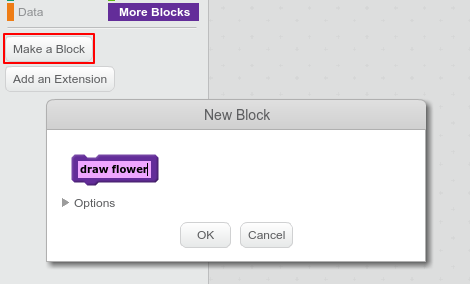 Data
More Blocks
Make a Block
Add an Extension
New Block
draw flower
Options
OK
Cancel